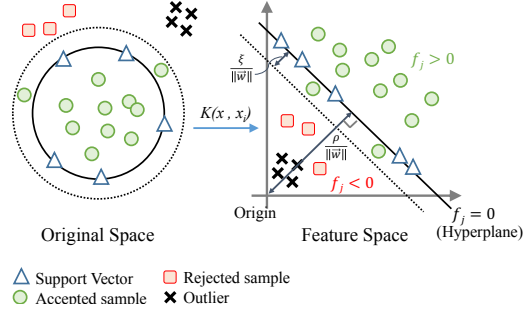 f_j > 0
ξ
‖w⃗‖
K(x , x_i)
ρ
‖w⃗‖
f_j < 0
Origin
f_j = 0
(Hyperplane)
Original Space
Feature Space
Support Vector
Rejected sample
Accepted sample
Outlier